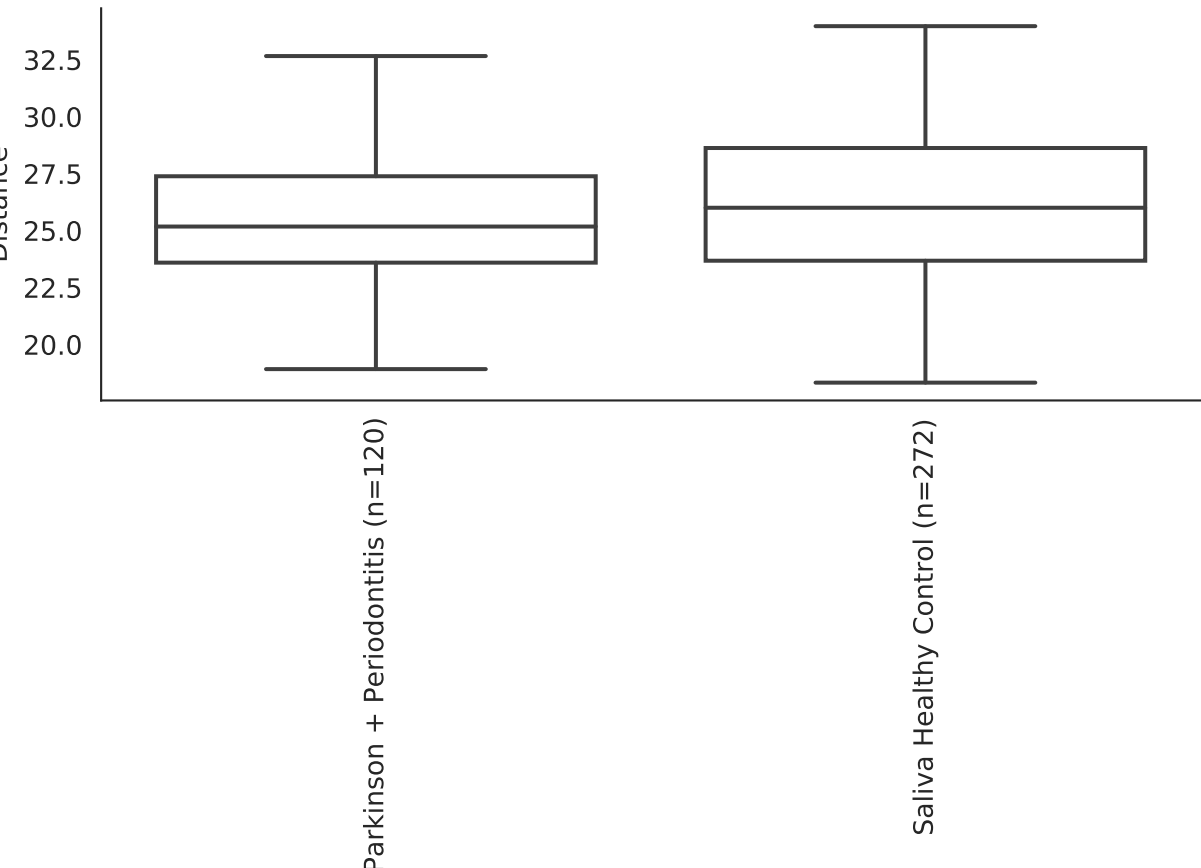 Distance
32.5
30.0
27.5
25.0
22.5
20.0
Parkinson + Periodontitis (n=120)
Saliva Healthy Control (n=272)